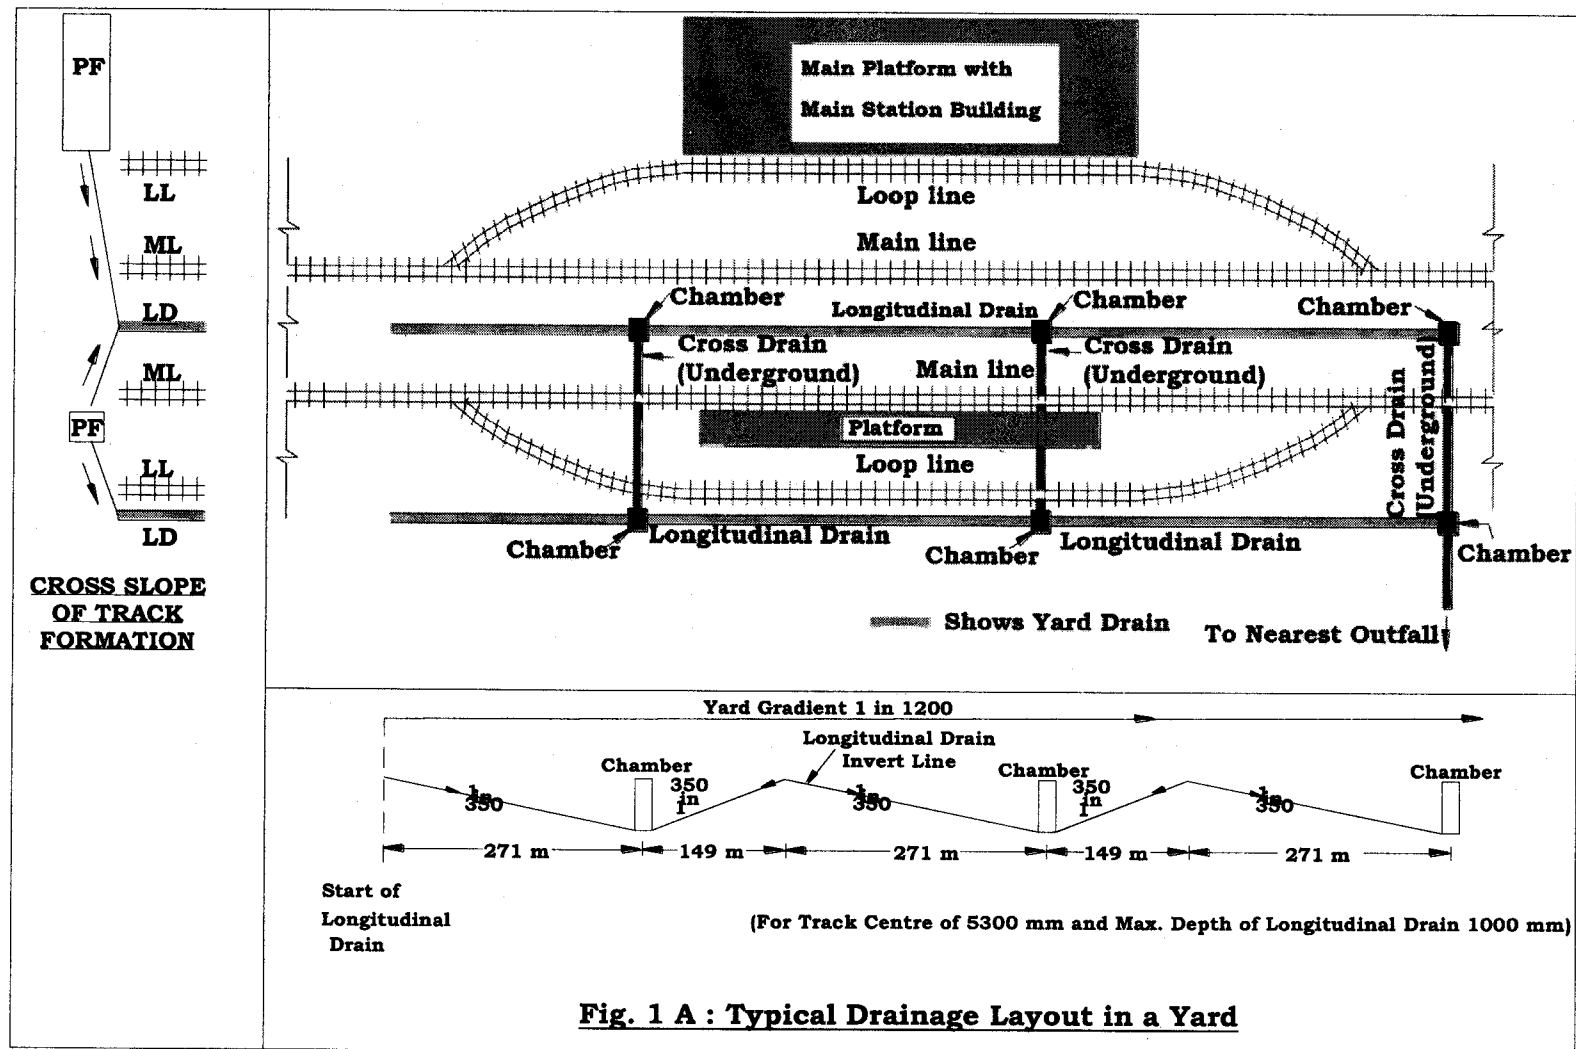 PF
LL
ML
LD
ML
PF
LL
LD
CROSS SLOPE
OF TRACK
FORMATION
Main Platform with
Main Station Building
Loop line
Main line
Chamber
Longitudinal Drain
Chamber
Chamber
Cross Drain
(Underground)
Main line
Cross Drain
(Underground)
Cross Drain
(Underground)
Platform
Loop line
Chamber
Longitudinal Drain
Chamber
Longitudinal Drain
Chamber
Shows Yard Drain
To Nearest Outfall
Yard Gradient 1 in 1200
Longitudinal Drain
Invert Line
Chamber
Chamber
Chamber
1
in
350
350
in
1
1
in
350
350
in
1
1
in
350
271 m
149 m
271 m
149 m
271 m
Start of
Longitudinal
Drain
(For Track Centre of 5300 mm and Max. Depth of Longitudinal Drain 1000 mm)
Fig. 1 A : Typical Drainage Layout in a Yard